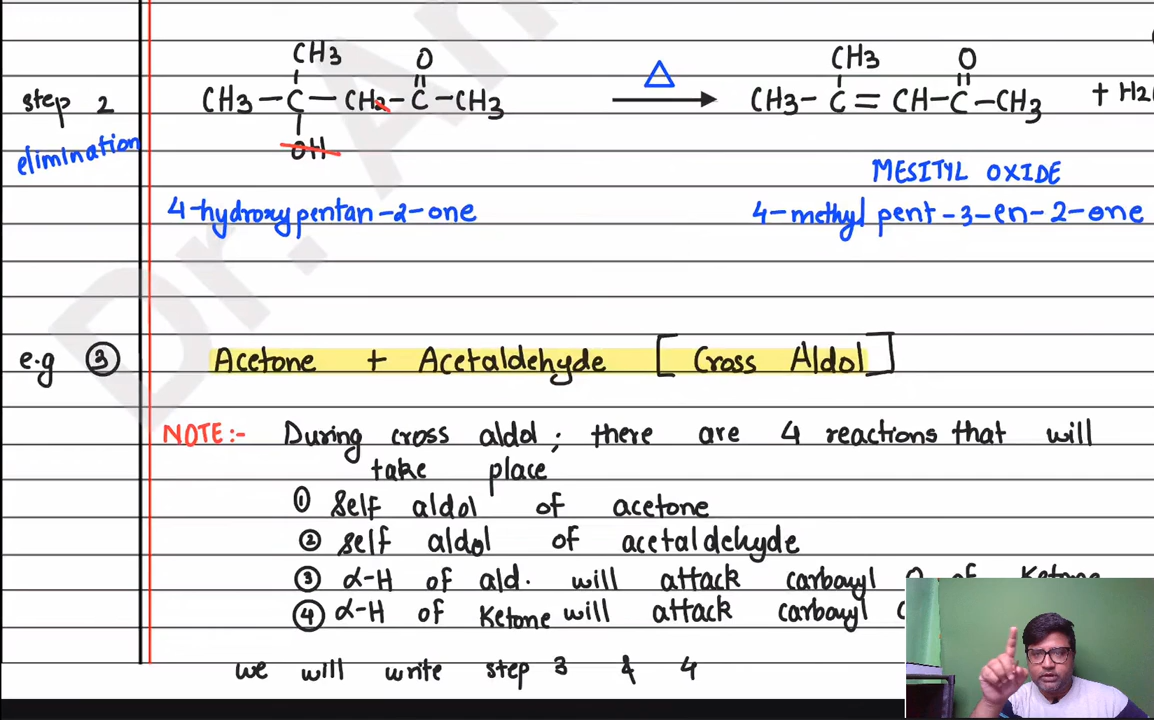 CH3 O CH3 O
step 2 CH3-C-CH2-C-CH3 △ CH3-C=CH-C-CH3 + H2
elimination OH
MESITYL OXIDE
4-hydroxypentan-2-one 4-methyl pent-3-en-2-one
e.g ③ Acetone + Acetaldehyde [Cross Aldol]
NOTE:- During cross aldol ; there are 4 reactions that will
take place
① self aldol of acetone
② self aldol of acetaldehyde
③ α-H of ald. will attack carbonyl of Ketone
④ α-H of Ketone will attack carbonyl
we will write step 3 & 4